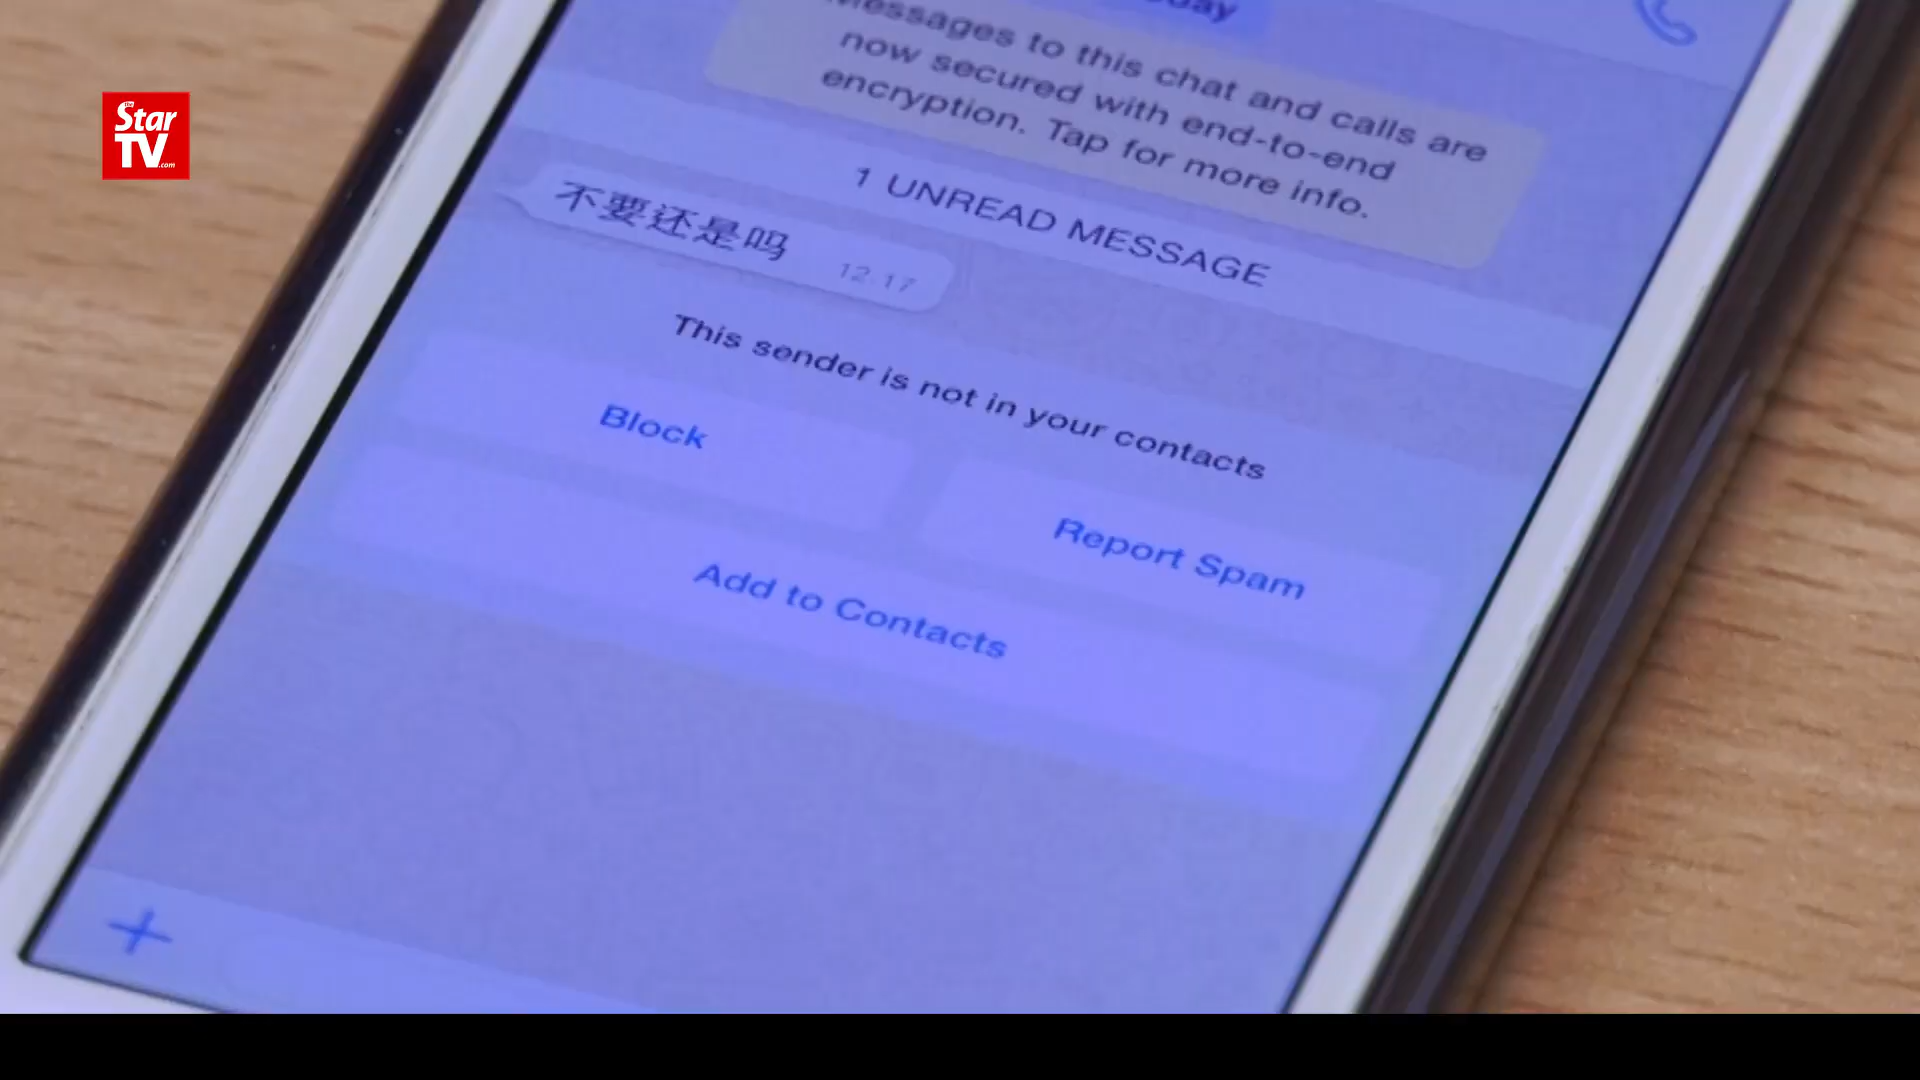 The
Star
TV.com
Messages to this chat and calls are
now secured with end-to-end
encryption. Tap for more info.
1 UNREAD MESSAGE
不要还是吗
12.17
This sender is not in your contacts
Block
Report Spam
Add to Contacts